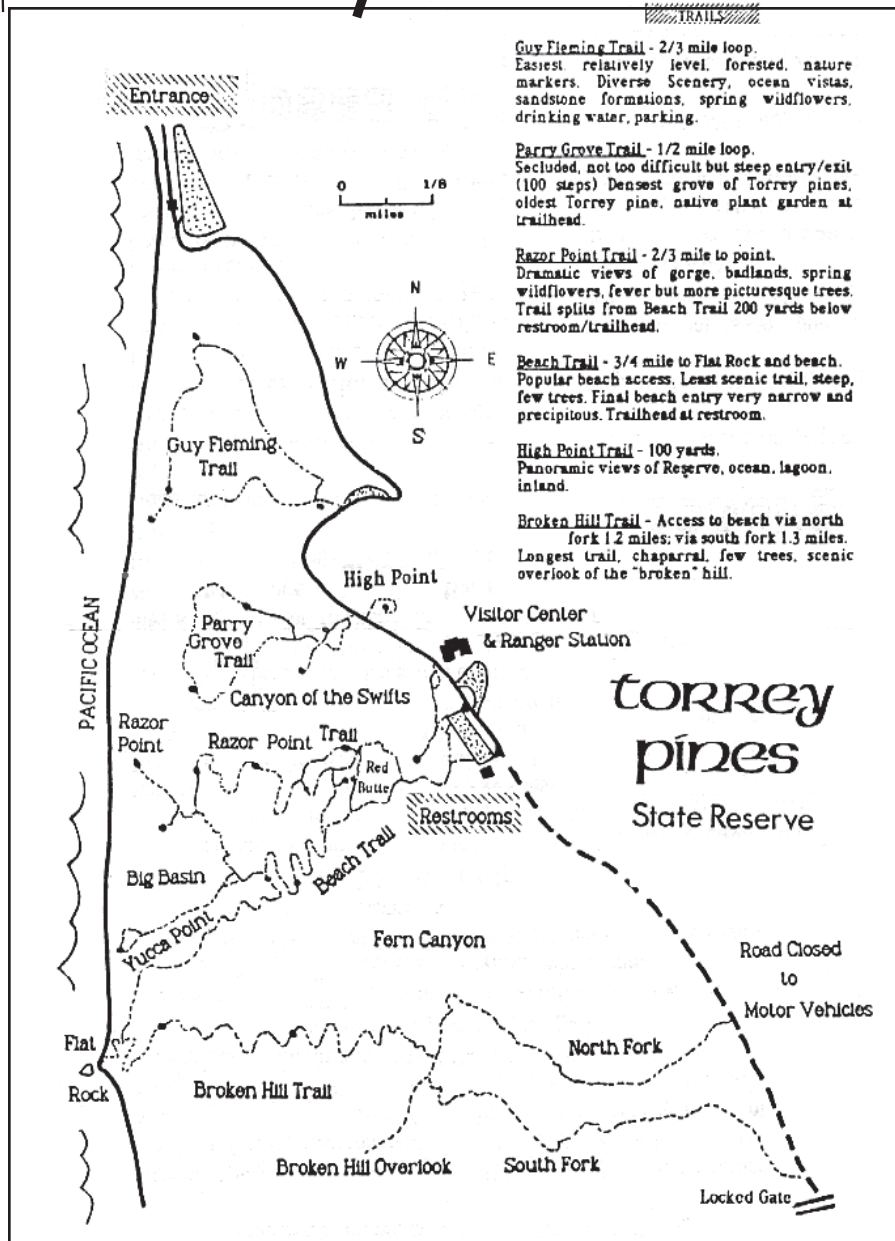 TRAILS
Guy Fleming Trail - 2/3 mile loop.
Easiest, relatively level, forested, nature
markers. Diverse Scenery, ocean vistas,
sandstone formations, spring wildflowers,
drinking water, parking.
Parry Grove Trail - 1/2 mile loop.
Secluded, not too difficult but steep entry/exit
(100 steps) Densest grove of Torrey pines,
oldest Torrey pine, native plant garden at
trailhead.
Razor Point Trail - 2/3 mile to point.
Dramatic views of gorge, badlands, spring
wildflowers, fewer but more picturesque trees.
Trail splits from Beach Trail 200 yards below
restroom/trailhead.
Beach Trail - 3/4 mile to Flat Rock and beach.
Popular beach access. Least scenic trail, steep,
few trees. Final beach entry very narrow and
precipitous. Trailhead at restroom.
High Point Trail - 100 yards.
Panoramic views of Reserve, ocean, lagoon,
inland.
Broken Hill Trail - Access to beach via north
fork 1.2 miles; via south fork 1.3 miles.
Longest trail, chaparral, few trees, scenic
overlook of the "broken" hill.
Entrance
0 1/8
miles
N
W
E
S
Guy Fleming
Trail
PACIFIC OCEAN
High Point
Parry
Grove
Trail
Visitor Center
& Ranger Station
Canyon of the Swifts
torrey
pines
State Reserve
Razor
Point
Razor Point Trail
Red
Butte
Restrooms
Big Basin
Beach Trail
Yucca Point
Fern Canyon
Road Closed
to
Motor Vehicles
Flat
Rock
North Fork
Broken Hill Trail
Broken Hill Overlook
South Fork
Locked Gate